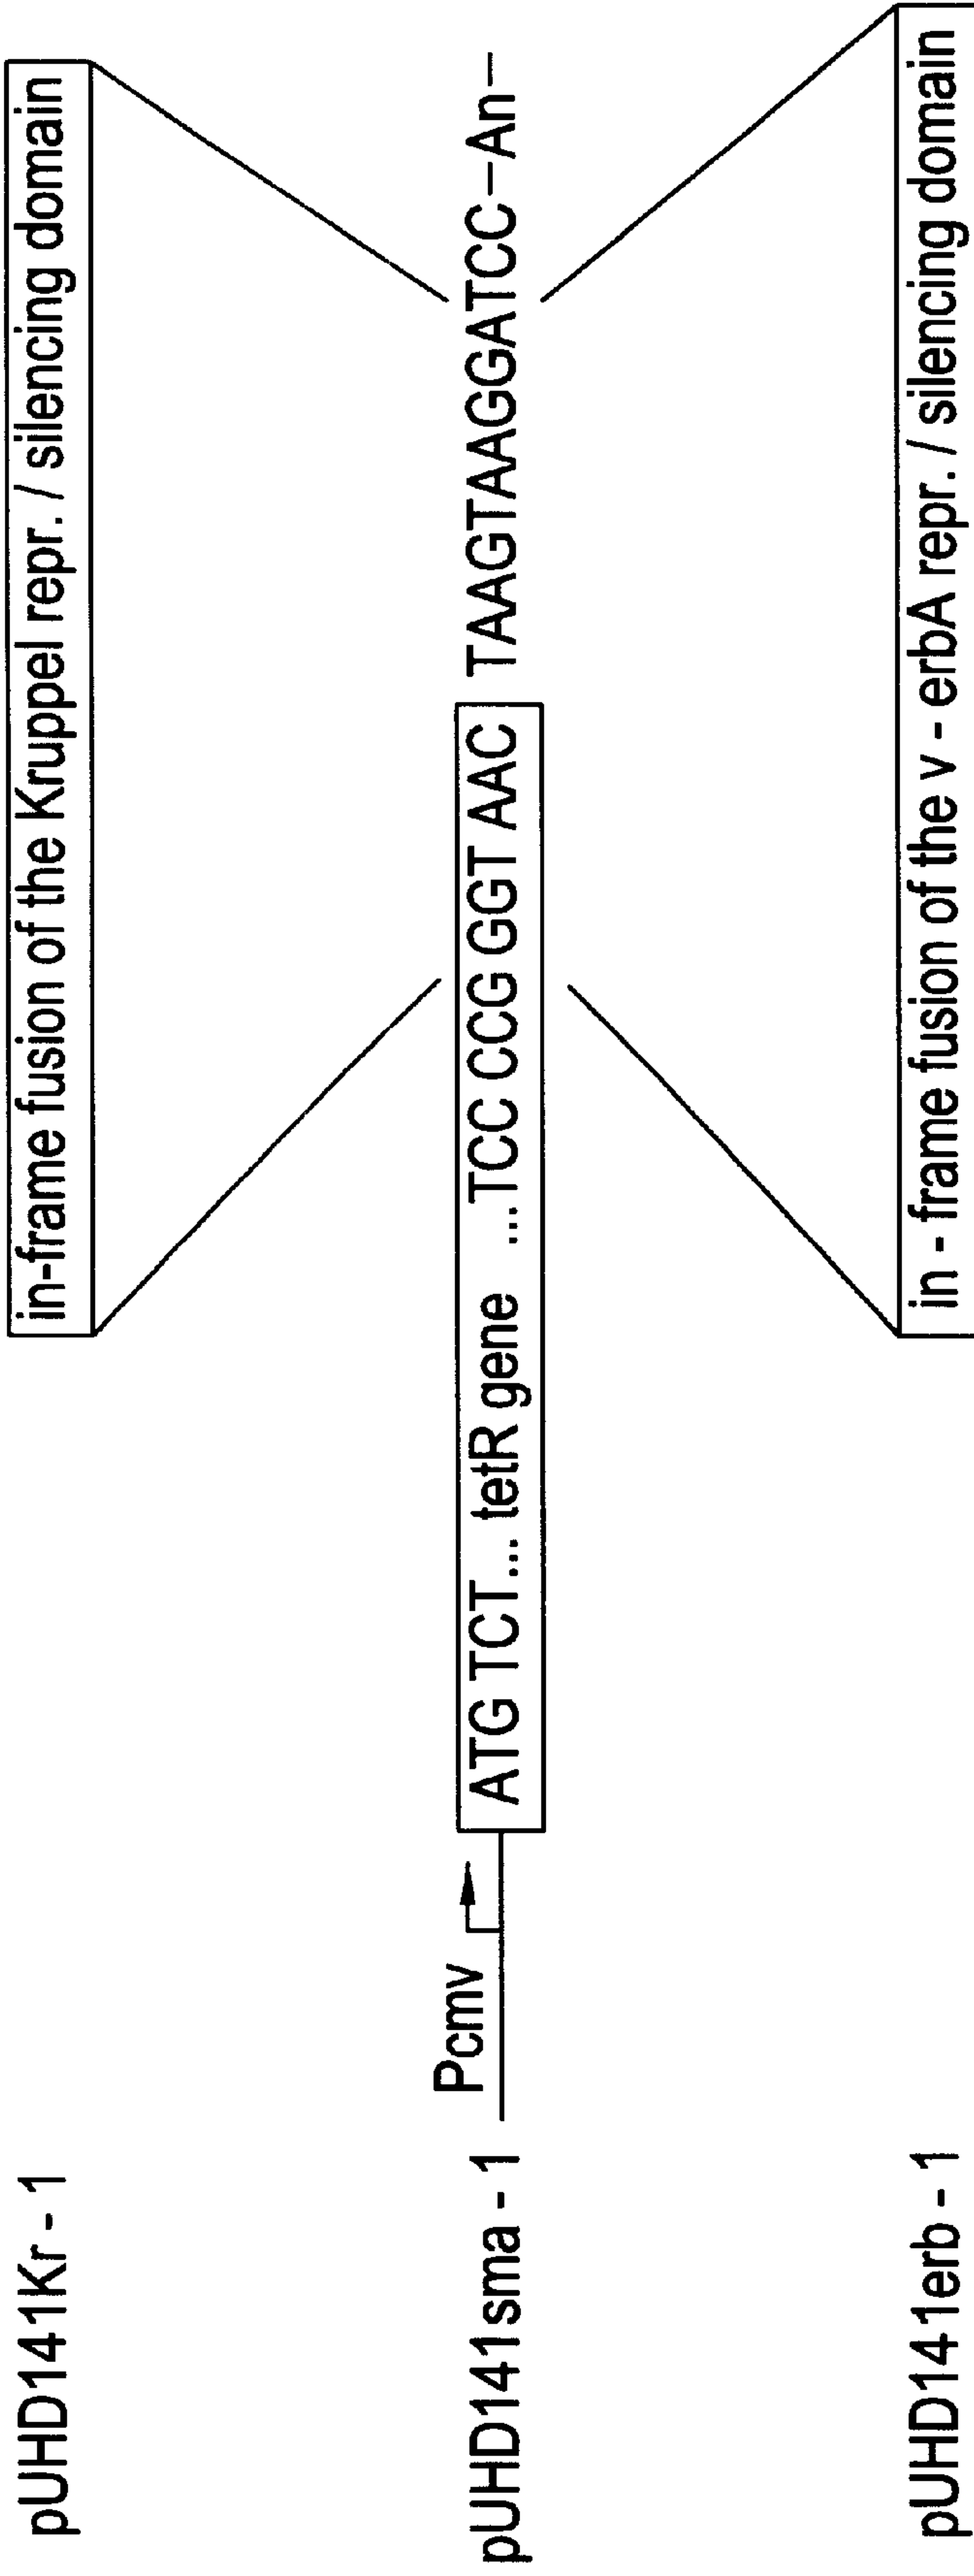 pUHD141Kr - 1
in-frame fusion of the Kruppel repr. / silencing domain
Pcmv
pUHD141sma - 1
ATG TCT... tetR gene ...TCC CCG GGT AAC TAAGTAAGGATCC-An-
pUHD141erb - 1
in - frame fusion of the v - erbA repr. / silencing domain